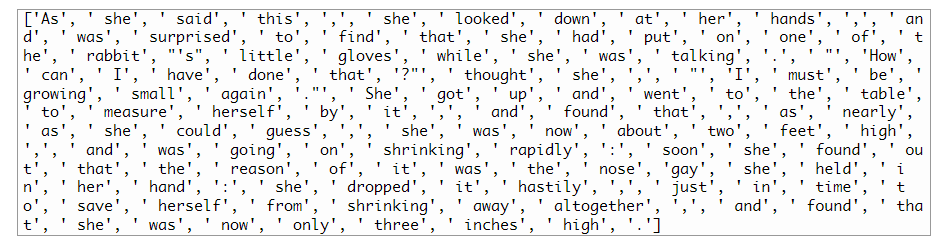 ['As', ' she', ' said', ' this', ',', ' she', ' looked', ' down', ' at', ' her', ' hands', ',', ' an
d', ' was', ' surprised', ' to', ' find', ' that', ' she', ' had', ' put', ' on', ' one', ' of', ' t
he', ' rabbit', "'s", ' little', ' gloves', ' while', ' she', ' was', ' talking', '.', ' "', 'How',
' can', ' I', ' have', ' done', ' that', '?"', ' thought', ' she', ',', ' "', 'I', ' must', ' be', '
growing', ' small', ' again', '."', ' She', ' got', ' up', ' and', ' went', ' to', ' the', ' table',
' to', ' measure', ' herself', ' by', ' it', ',', ' and', ' found', ' that', ',', ' as', ' nearly',
' as', ' she', ' could', ' guess', ',', ' she', ' was', ' now', ' about', ' two', ' feet', ' high',
',', ' and', ' was', ' going', ' on', ' shrinking', ' rapidly', ':', ' soon', ' she', ' found', ' ou
t', ' that', ' the', ' reason', ' of', ' it', ' was', ' the', ' nose', 'gay', ' she', ' held', ' i
n', ' her', ' hand', ':', ' she', ' dropped', ' it', ' hastily', ',', ' just', ' in', ' time', ' t
o', ' save', ' herself', ' from', ' shrinking', ' away', ' altogether', ',', ' and', ' found', ' tha
t', ' she', ' was', ' now', ' only', ' three', ' inches', ' high', '.']